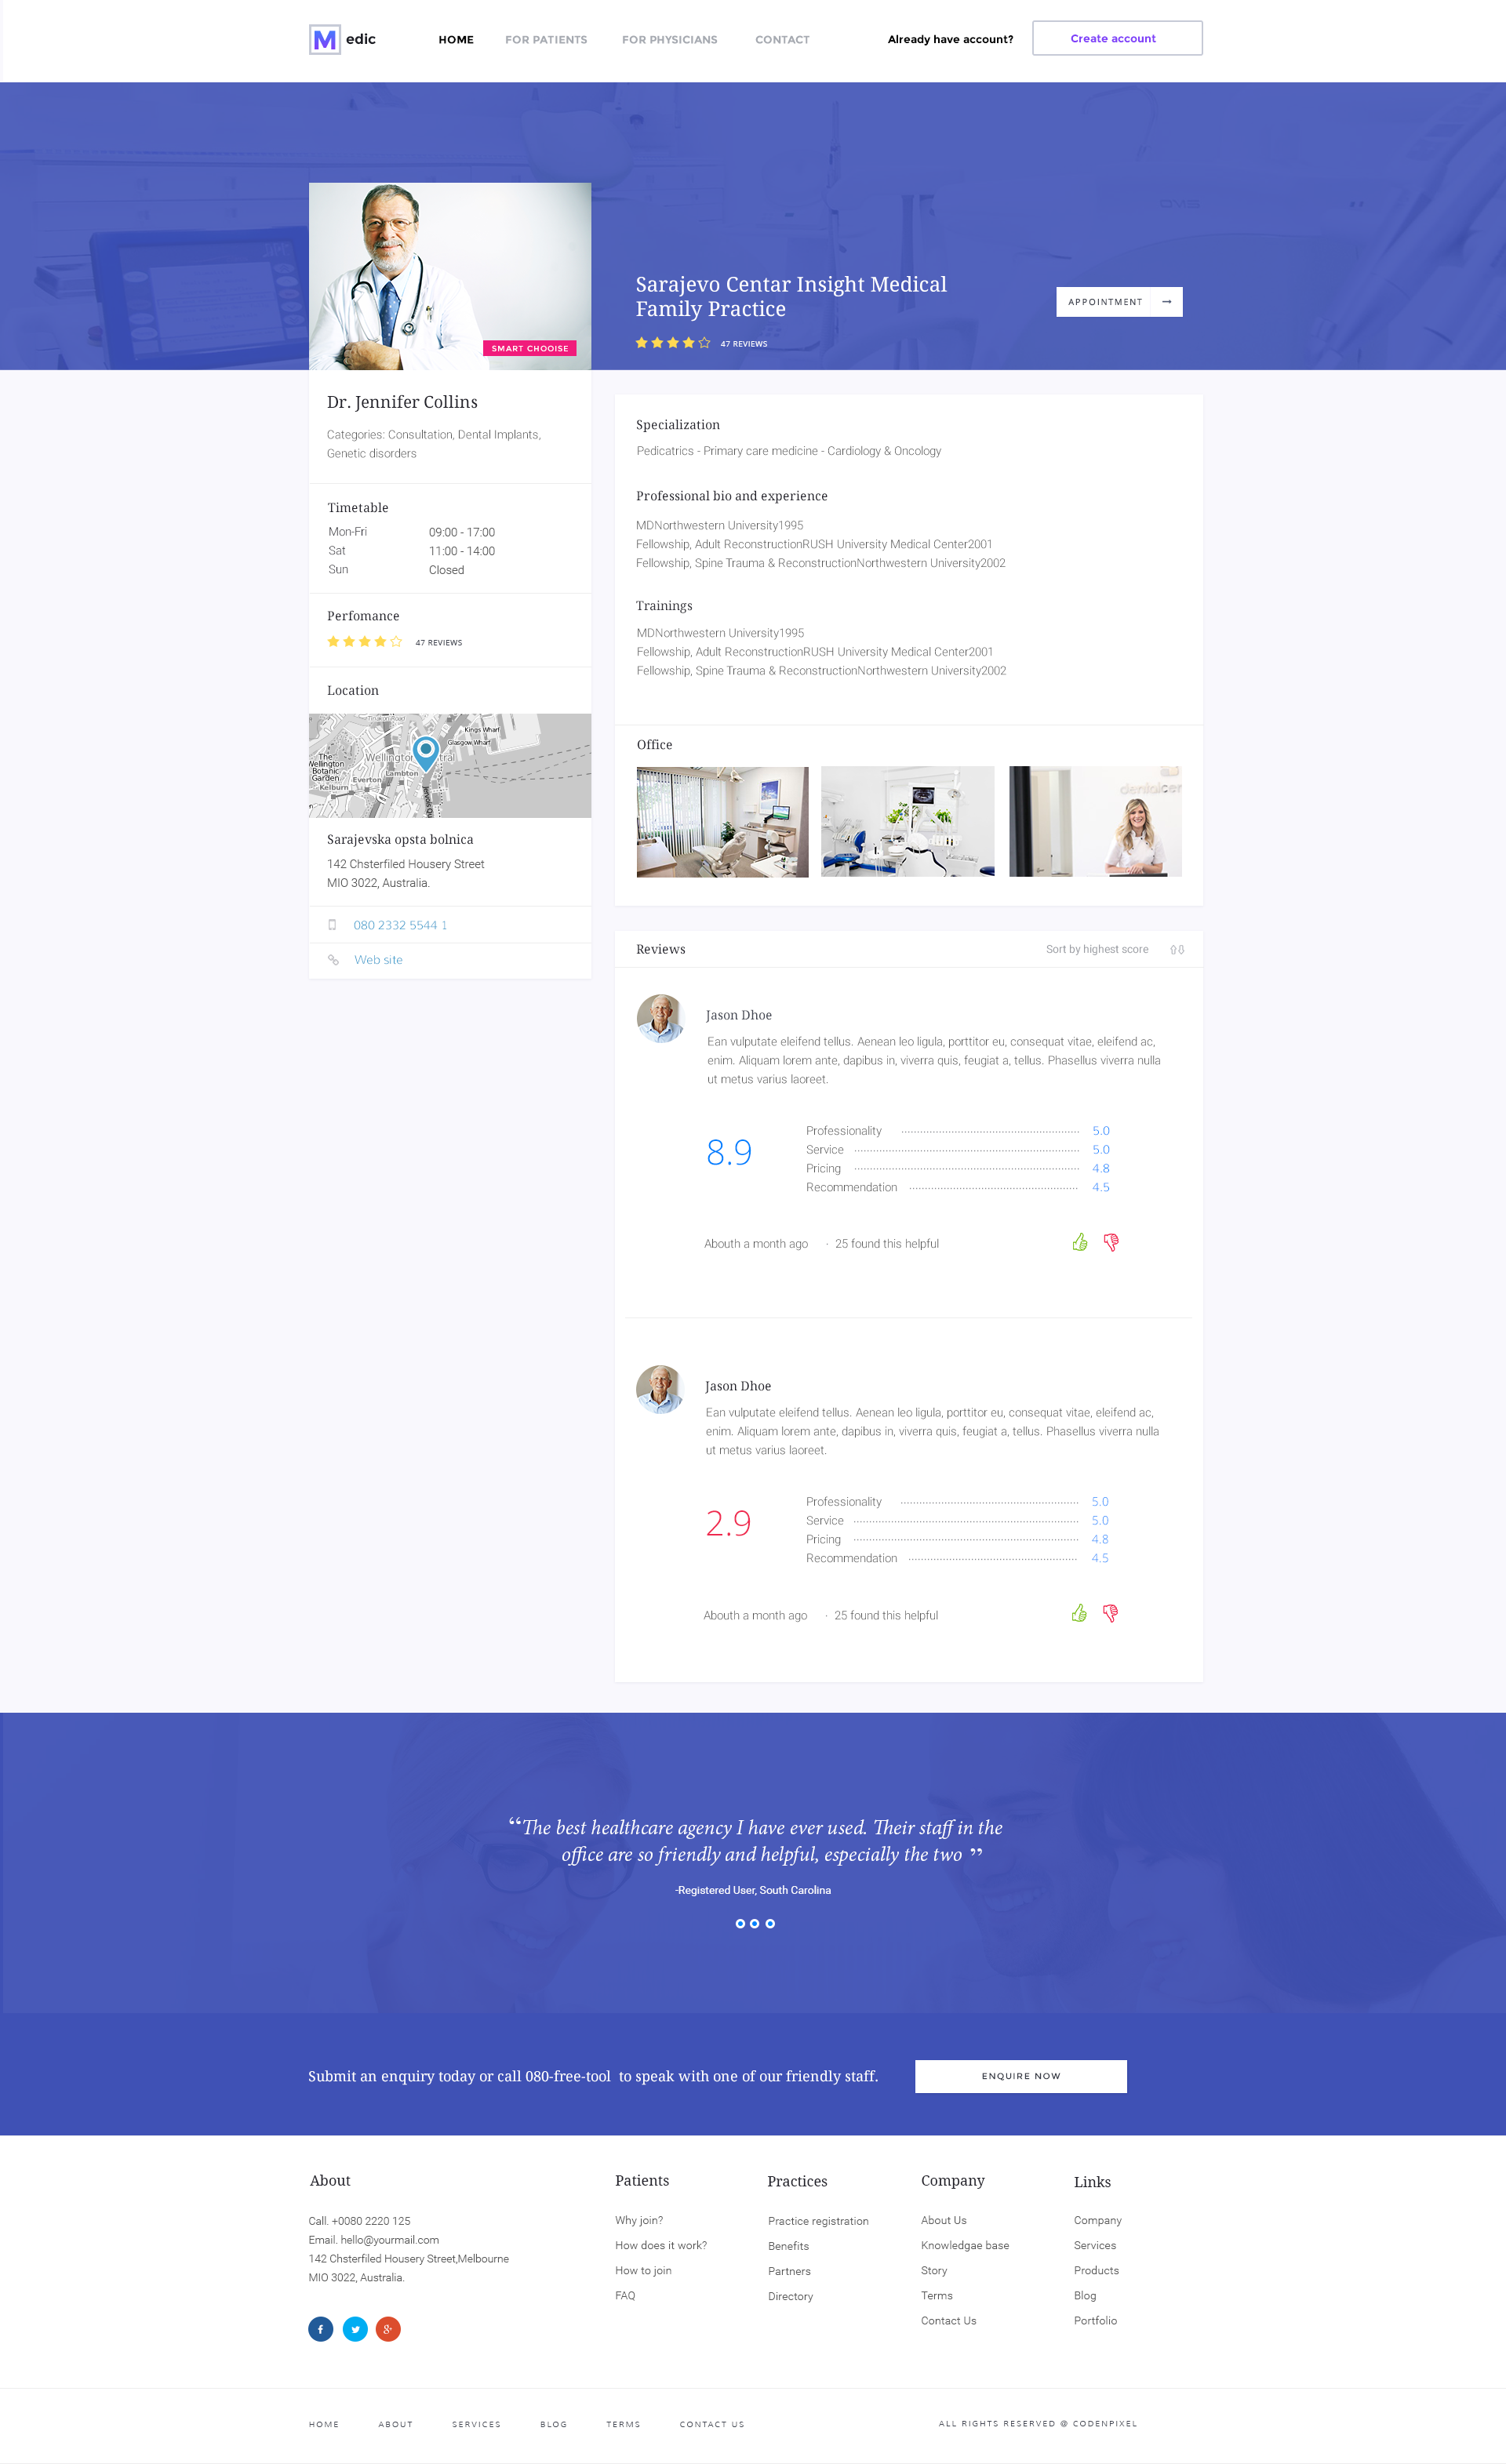 M edic
HOME FOR PATIENTS FOR PHYSICIANS CONTACT
Already have account? Create account
SMART CHOOISE
Sarajevo Centar Insight Medical
Family Practice
47 REVIEWS
APPOINTMENT
Dr. Jennifer Collins
Categories: Consultation, Dental Implants,
Genetic disorders
Timetable
Mon-Fri 09:00 - 17:00
Sat 11:00 - 14:00
Sun Closed
Perfomance
47 REVIEWS
Location
Tinakori Road
Kings Wharf
Glasgow Wharf
The
Wellington
Botanic
Garden
Wellington Central
Lambton
Everton
Kelburn
Sarajevska opsta bolnica
142 Chsterfiled Housery Street
MIO 3022, Australia.
080 2332 5544 1
Web site
Specialization
Pedicatrics - Primary care medicine - Cardiology & Oncology
Professional bio and experience
MDNorthwestern University1995
Fellowship, Adult ReconstructionRUSH University Medical Center2001
Fellowship, Spine Trauma & ReconstructionNorthwestern University2002
Trainings
MDNorthwestern University1995
Fellowship, Adult ReconstructionRUSH University Medical Center2001
Fellowship, Spine Trauma & ReconstructionNorthwestern University2002
Office
dentalcer
Reviews
Sort by highest score
Jason Dhoe
Ean vulputate eleifend tellus. Aenean leo ligula, porttitor eu, consequat vitae, eleifend ac,
enim. Aliquam lorem ante, dapibus in, viverra quis, feugiat a, tellus. Phasellus viverra nulla
ut metus varius laoreet.
8.9
Professionality 5.0
Service 5.0
Pricing 4.8
Recommendation 4.5
Abouth a month ago · 25 found this helpful
Jason Dhoe
Ean vulputate eleifend tellus. Aenean leo ligula, porttitor eu, consequat vitae, eleifend ac,
enim. Aliquam lorem ante, dapibus in, viverra quis, feugiat a, tellus. Phasellus viverra nulla
ut metus varius laoreet.
2.9
Professionality 5.0
Service 5.0
Pricing 4.8
Recommendation 4.5
Abouth a month ago · 25 found this helpful
“The best healthcare agency I have ever used. Their staff in the
office are so friendly and helpful, especially the two ”
-Registered User, South Carolina
Submit an enquiry today or call 080-free-tool to speak with one of our friendly staff.
ENQUIRE NOW
About
Call. +0080 2220 125
Email. hello@yourmail.com
142 Chsterfiled Housery Street,Melbourne
MIO 3022, Australia.
Patients
Why join?
How does it work?
How to join
FAQ
Practices
Practice registration
Benefits
Partners
Directory
Company
About Us
Knowledgae base
Story
Terms
Contact Us
Links
Company
Services
Products
Blog
Portfolio
HOME ABOUT SERVICES BLOG TERMS CONTACT US
ALL RIGHTS RESERVED @ CODENPIXEL